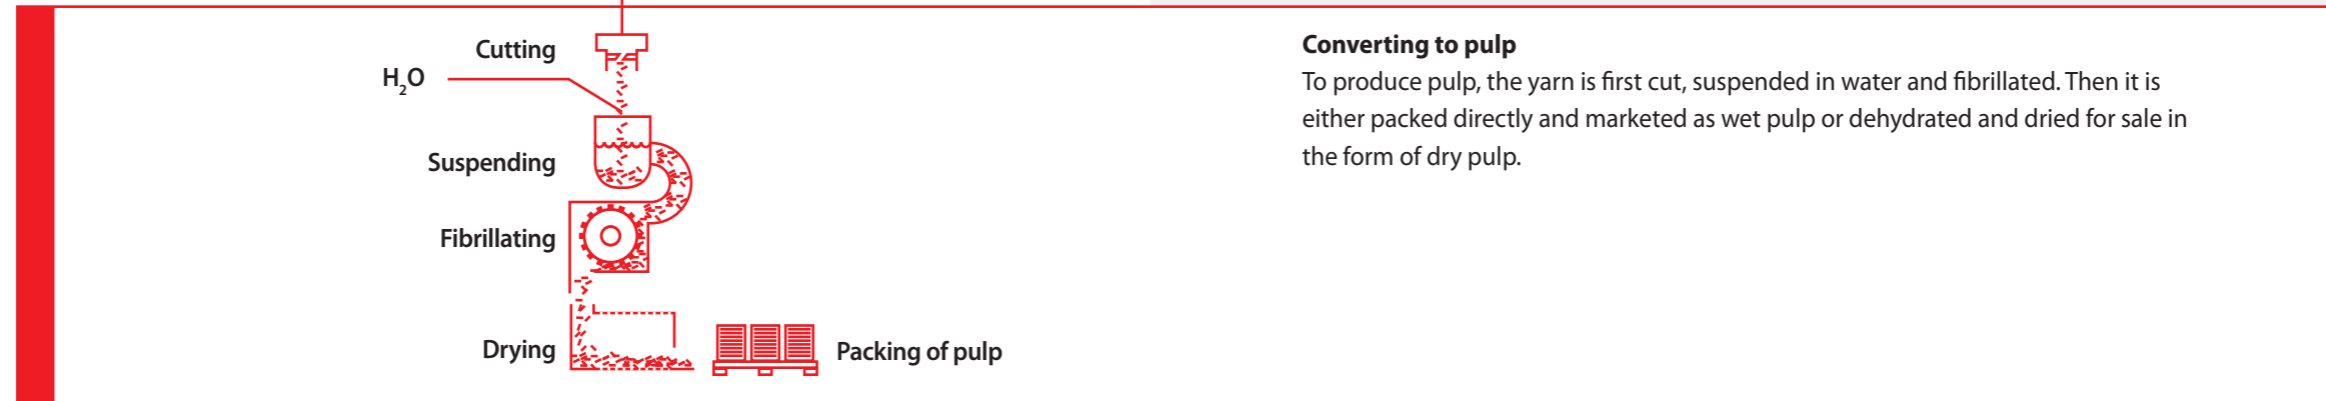 Cutting
H₂O
Suspending
Fibrillating
Drying
Packing of pulp
Converting to pulp
To produce pulp, the yarn is first cut, suspended in water and fibrillated. Then it is
either packed directly and marketed as wet pulp or dehydrated and dried for sale in
the form of dry pulp.